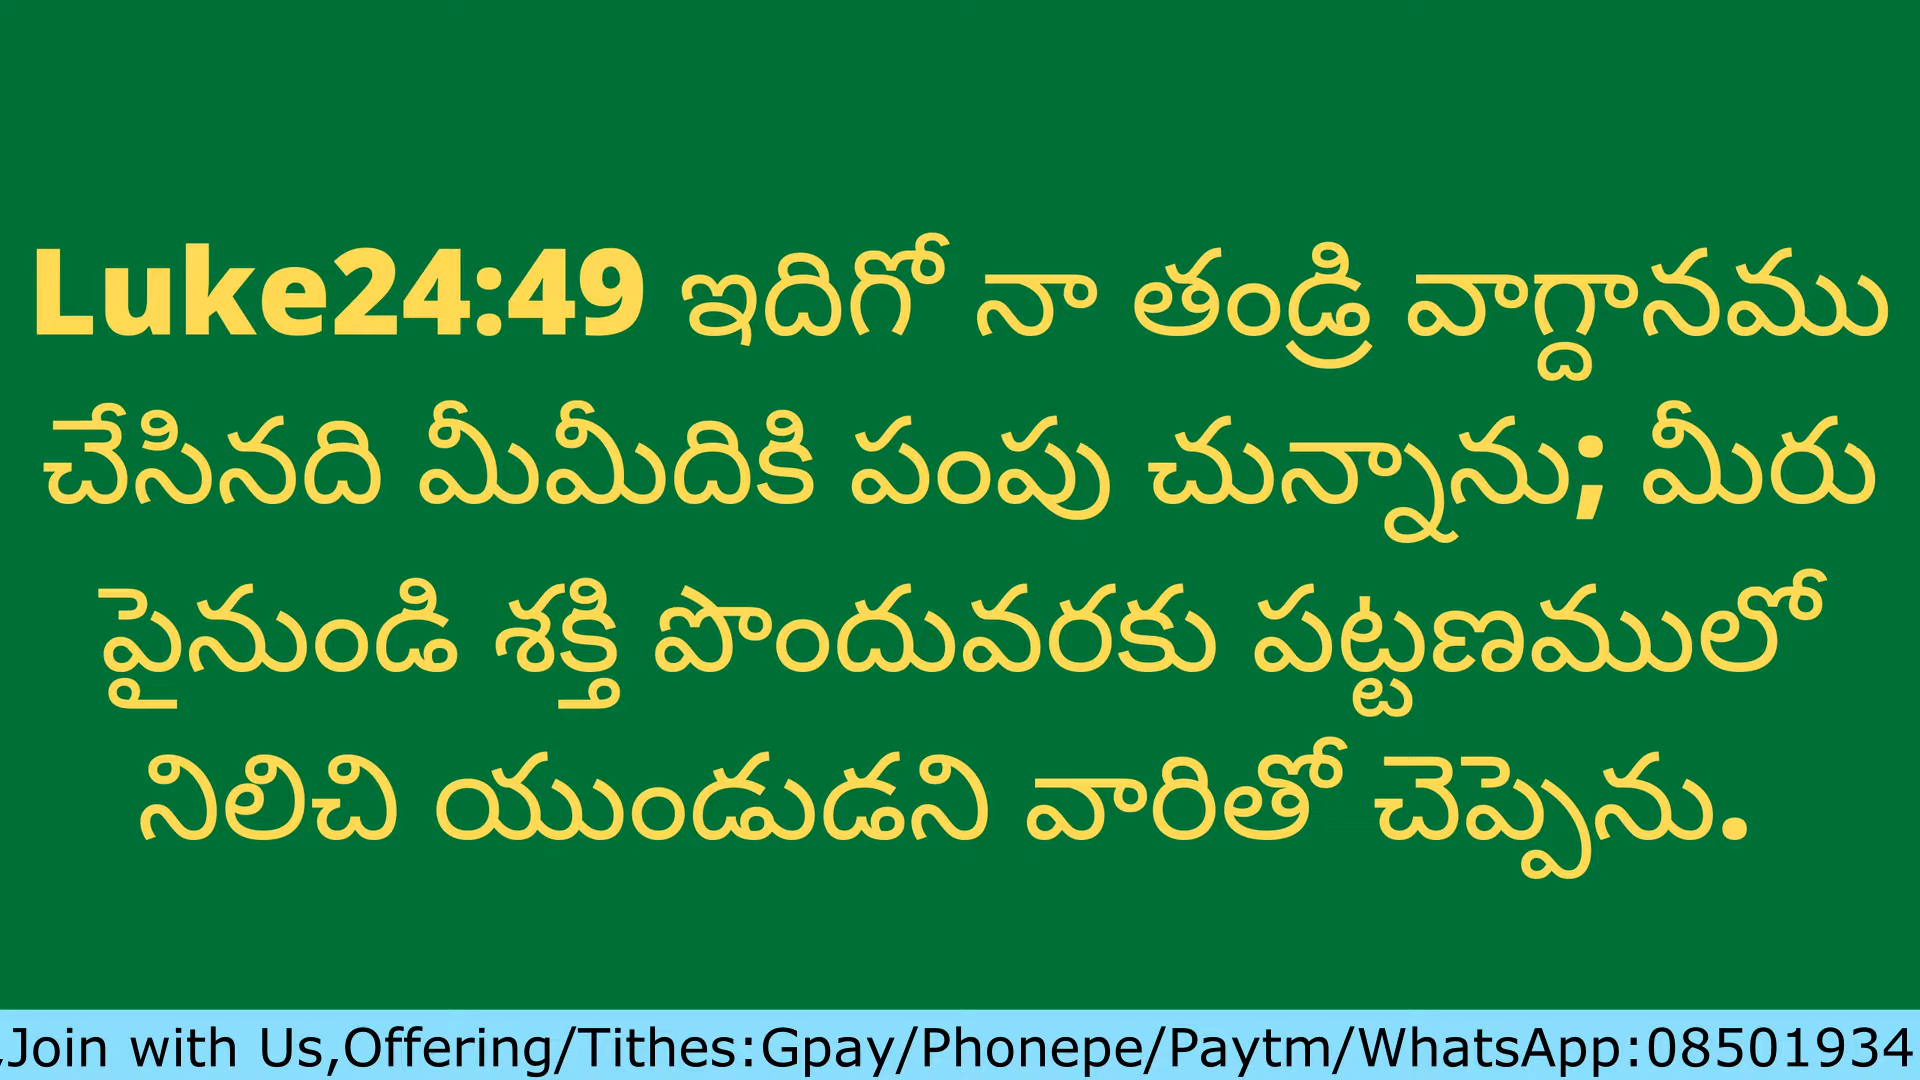 Luke24:49 ఇదిగో నా తండ్రి వాగ్దానము
చేసినది మీమీదికి పంపు చున్నాను; మీరు
పైనుండి శక్తి పొందువరకు పట్టణములో
నిలిచి యుండుడని వారితో చెప్పెను.
,Join with Us,Offering/Tithes:Gpay/Phonepe/Paytm/WhatsApp:08501934